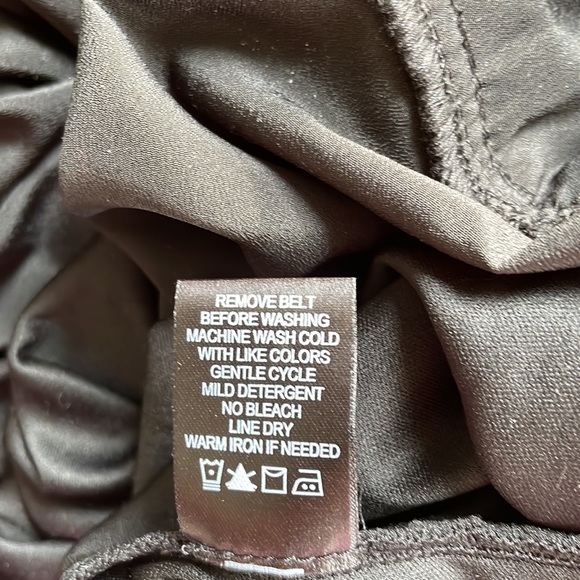 REMOVE BELT
BEFORE WASHING
MACHINE WASH COLD
WITH LIKE COLORS
GENTLE CYCLE
MILD DETERGENT
NO BLEACH
LINE DRY
WARM IRON IF NEEDED